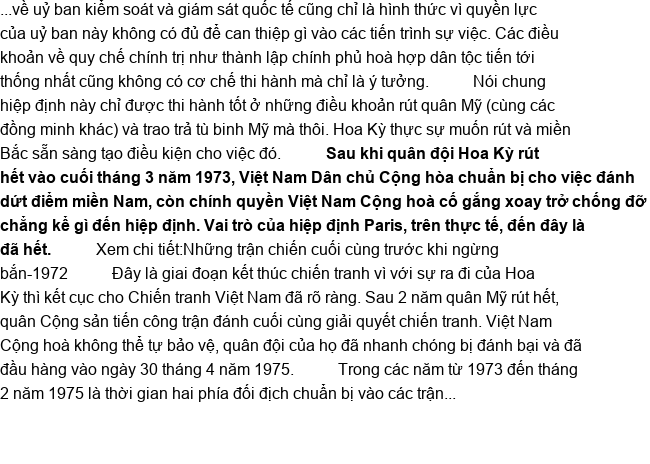 ...về uỷ ban kiểm soát và giám sát quốc tế cũng chỉ là hình thức vì quyền lực
của uỷ ban này không có đủ để can thiệp gì vào các tiến trình sự việc. Các điều
khoản về quy chế chính trị như thành lập chính phủ hoà hợp dân tộc tiến tới
thống nhất cũng không có cơ chế thi hành mà chỉ là ý tưởng. Nói chung
hiệp định này chỉ được thi hành tốt ở những điều khoản rút quân Mỹ (cùng các
đồng minh khác) và trao trả tù binh Mỹ mà thôi. Hoa Kỳ thực sự muốn rút và miền
Bắc sẵn sàng tạo điều kiện cho việc đó. Sau khi quân đội Hoa Kỳ rút
hết vào cuối tháng 3 năm 1973, Việt Nam Dân chủ Cộng hòa chuẩn bị cho việc đánh
dứt điểm miền Nam, còn chính quyền Việt Nam Cộng hoà cố gắng xoay trở chống đỡ
chẳng kể gì đến hiệp định. Vai trò của hiệp định Paris, trên thực tế, đến đây là
đã hết. Xem chi tiết:Những trận chiến cuối cùng trước khi ngừng
bắn-1972 Đây là giai đoạn kết thúc chiến tranh vì với sự ra đi của Hoa
Kỳ thì kết cục cho Chiến tranh Việt Nam đã rõ ràng. Sau 2 năm quân Mỹ rút hết,
quân Cộng sản tiến công trận đánh cuối cùng giải quyết chiến tranh. Việt Nam
Cộng hoà không thể tự bảo vệ, quân đội của họ đã nhanh chóng bị đánh bại và đã
đầu hàng vào ngày 30 tháng 4 năm 1975. Trong các năm từ 1973 đến tháng
2 năm 1975 là thời gian hai phía đối địch chuẩn bị vào các trận...